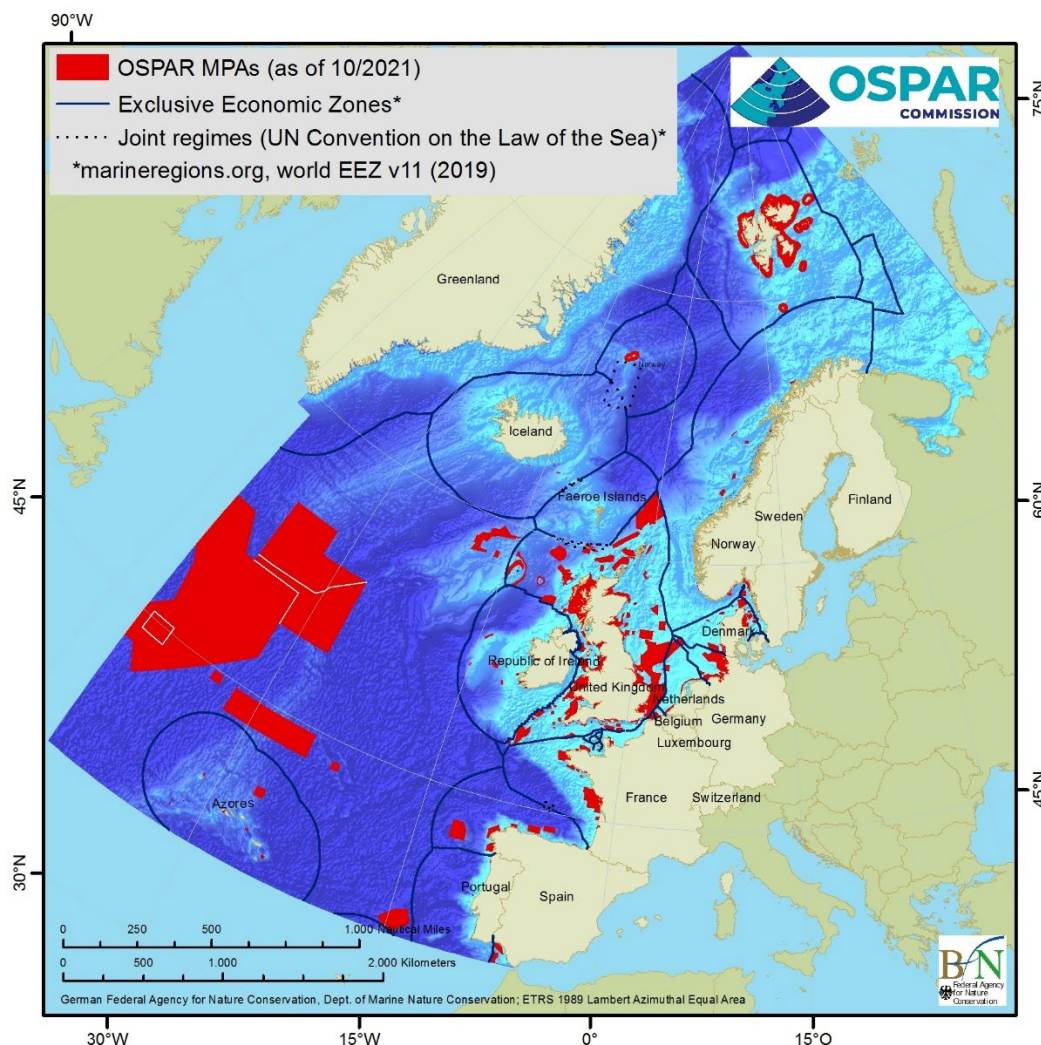 90°W
OSPAR MPAs (as of 10/2021)
Exclusive Economic Zones*
Joint regimes (UN Convention on the Law of the Sea)*
*marineregions.org, world EEZ v11 (2019)
OSPAR
COMMISSION
75°N
Greenland
Norway
Iceland
45°N
60°N
Faeroe Islands
Finland
Sweden
Norway
Denmark
Republic of Ireland
United Kingdom
Netherlands
Belgium
Germany
Luxembourg
France
Switzerland
Azores
45°N
30°N
Portugal
Spain
0 250 500 1.000 Nautical Miles
0 500 1.000 2.000 Kilometers
BfN
Federal Agency
for Nature
Conservation
German Federal Agency for Nature Conservation, Dept. of Marine Nature Conservation; ETRS 1989 Lambert Azimuthal Equal Area
30°W
15°W
0°
15°O